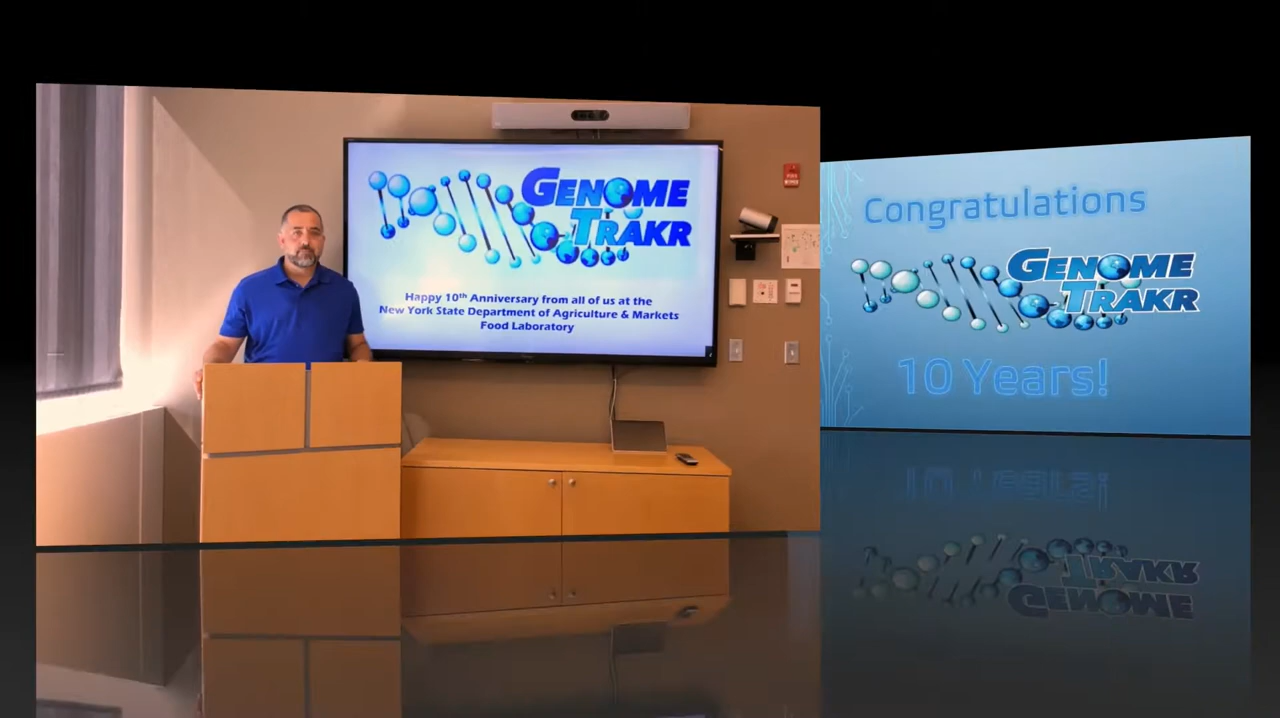 GENOME
TRAKR
Happy 10th Anniversary from all of us at the
New York State Department of Agriculture & Markets
Food Laboratory
Congratulations
GENOME
TRAKR
10 Years!